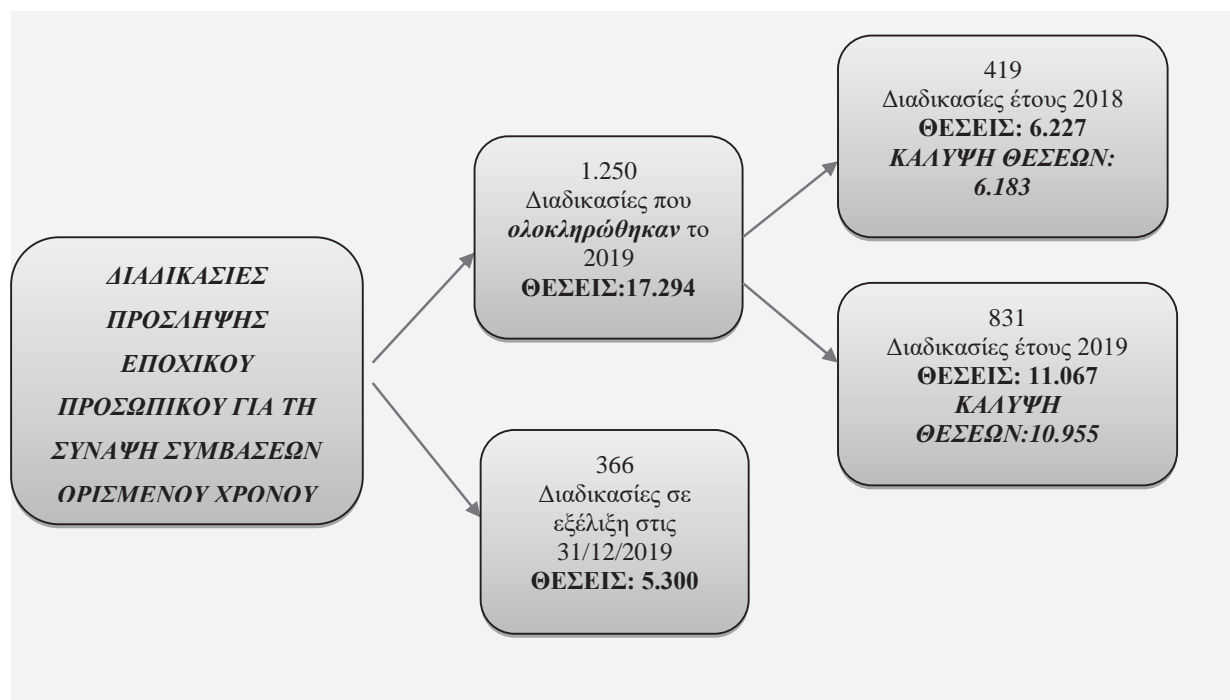 ΔΙΑΔΙΚΑΣΙΕΣ
ΠΡΟΣΛΗΨΗΣ
ΕΠΟΧΙΚΟΥ
ΠΡΟΣΩΠΙΚΟΥ ΓΙΑ ΤΗ
ΣΥΝΑΨΗ ΣΥΜΒΑΣΕΩΝ
ΟΡΙΣΜΕΝΟΥ ΧΡΟΝΟΥ
1.250
Διαδικασίες που
ολοκληρώθηκαν το
2019
ΘΕΣΕΙΣ:17.294
366
Διαδικασίες σε
εξέλιξη στις
31/12/2019
ΘΕΣΕΙΣ: 5.300
419
Διαδικασίες έτους 2018
ΘΕΣΕΙΣ: 6.227
ΚΑΛΥΨΗ ΘΕΣΕΩΝ:
6.183
831
Διαδικασίες έτους 2019
ΘΕΣΕΙΣ: 11.067
ΚΑΛΥΨΗ
ΘΕΣΕΩΝ:10.955